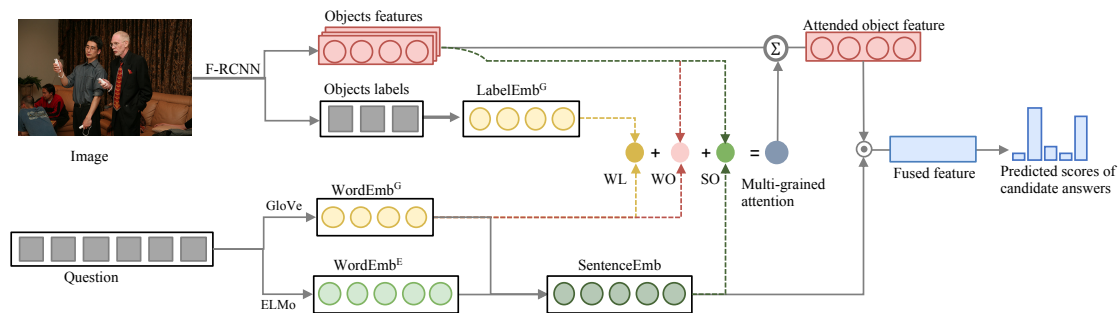 Objects features
Attended object feature
Σ
F-RCNN
Objects labels
LabelEmb^G
Image
+ + =
WL WO SO
Multi-grained
attention
Fused feature
Predicted scores of
candidate answers
WordEmb^G
GloVe
Question
WordEmb^E
ELMo
SentenceEmb